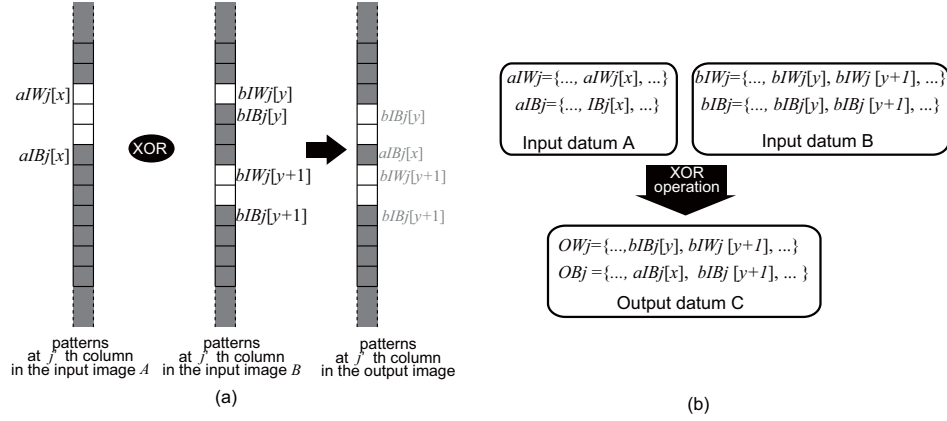 aIWj[x]
aIBj[x]
XOR
bIWj[y]
bIBj[y]
bIWj[y+1]
bIBj[y+1]
bIBj[y]
aIBj[x]
bIWj[y+1]
bIBj[y+1]
patterns
at j' th column
in the input image A
patterns
at j' th column
in the input image B
patterns
at j' th column
in the output image
(a)
aIWj={..., aIWj[x], ...}
aIBj={..., IBj[x], ...}
Input datum A
bIWj={..., bIWj[y], bIWj [y+1], ...}
bIBj={..., bIBj[y], bIBj [y+1], ...}
Input datum B
XOR
operation
OWj={...,bIBj[y], bIWj [y+1], ...}
OBj ={..., aIBj[x], bIBj [y+1], ... }
Output datum C
(b)